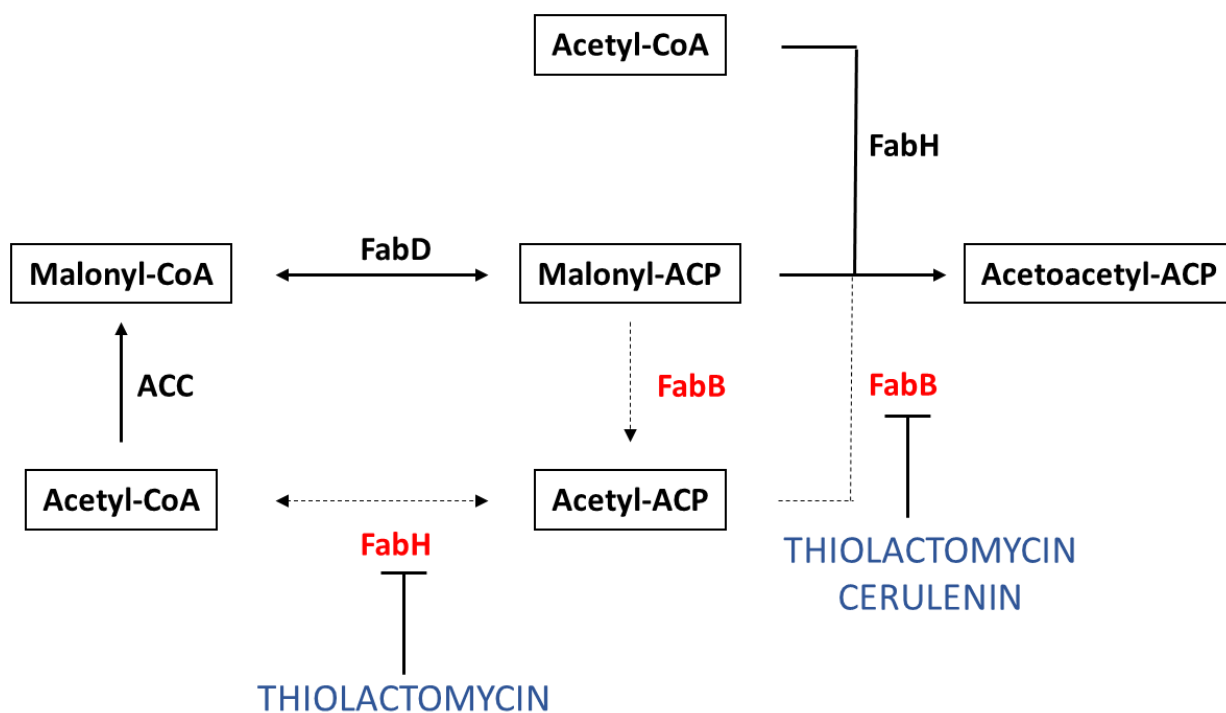 Acetyl-CoA
FabH
FabD
Malonyl-CoA
Malonyl-ACP
Acetoacetyl-ACP
ACC
FabB
FabB
Acetyl-CoA
Acetyl-ACP
FabH
THIOLACTOMYCIN
CERULENIN
THIOLACTOMYCIN